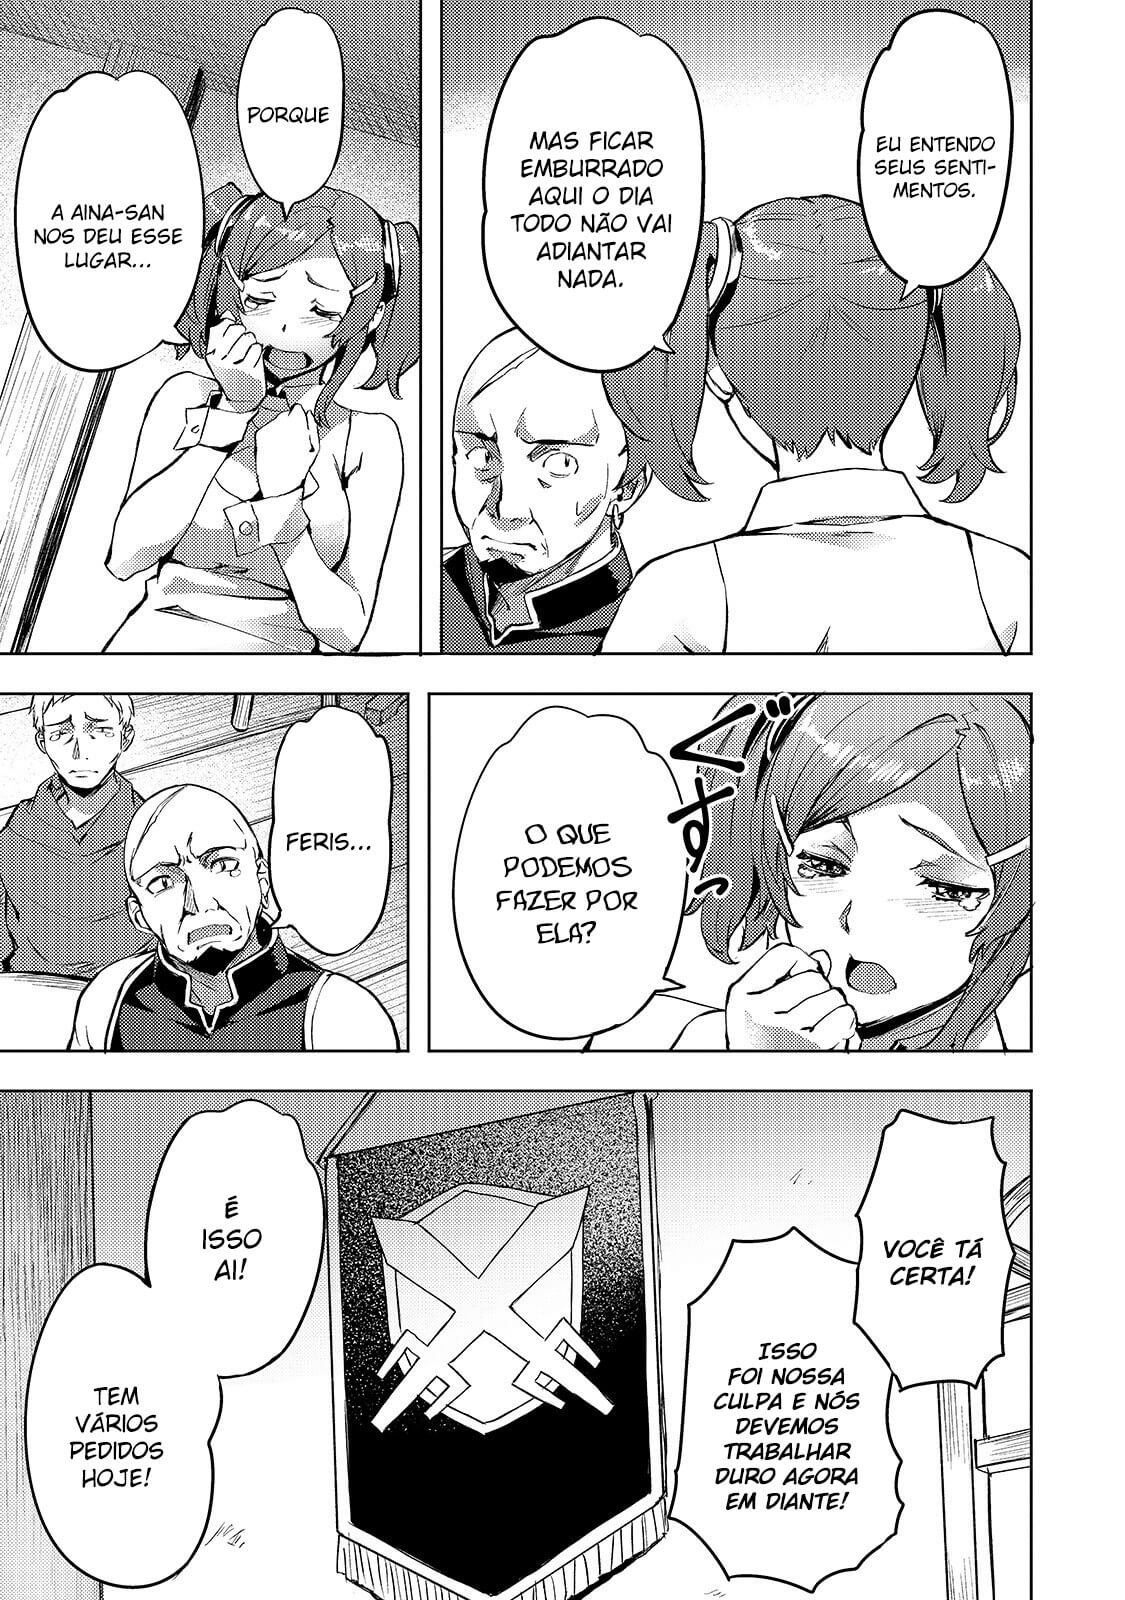 EU ENTENDO
SEUS SENTI-
MENTOS.
MAS FICAR
EMBURRADO
AQUI O DIA
TODO NÃO VAI
ADIANTAR
NADA.
PORQUE
A AINA-SAN
NOS DEU ESSE
LUGAR...
ぐすっ
O QUE
PODEMOS
FAZER POR
ELA?
FERIS...
VOCÊ TÁ
CERTA!
ISSO
FOI NOSSA
CULPA E NÓS
DEVEMOS
TRABALHAR
DURO AGORA
EM DIANTE!
É
ISSO
AI!
TEM
VÁRIOS
PEDIDOS
HOJE!